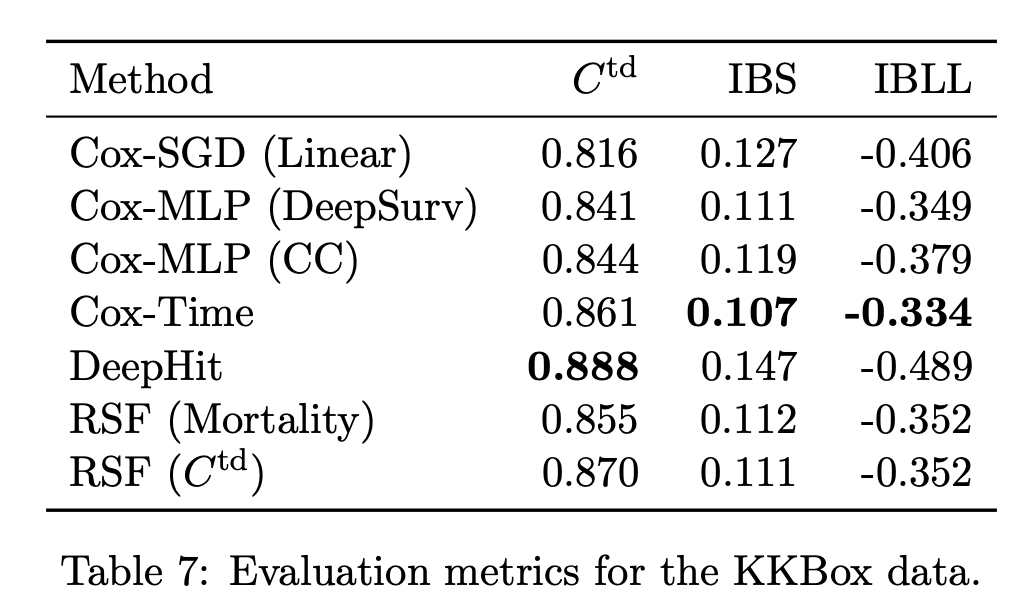 Method C^td IBS IBLL
Cox-SGD (Linear) 0.816 0.127 -0.406
Cox-MLP (DeepSurv) 0.841 0.111 -0.349
Cox-MLP (CC) 0.844 0.119 -0.379
Cox-Time 0.861 0.107 -0.334
DeepHit 0.888 0.147 -0.489
RSF (Mortality) 0.855 0.112 -0.352
RSF (C^td) 0.870 0.111 -0.352
Table 7: Evaluation metrics for the KKBox data.